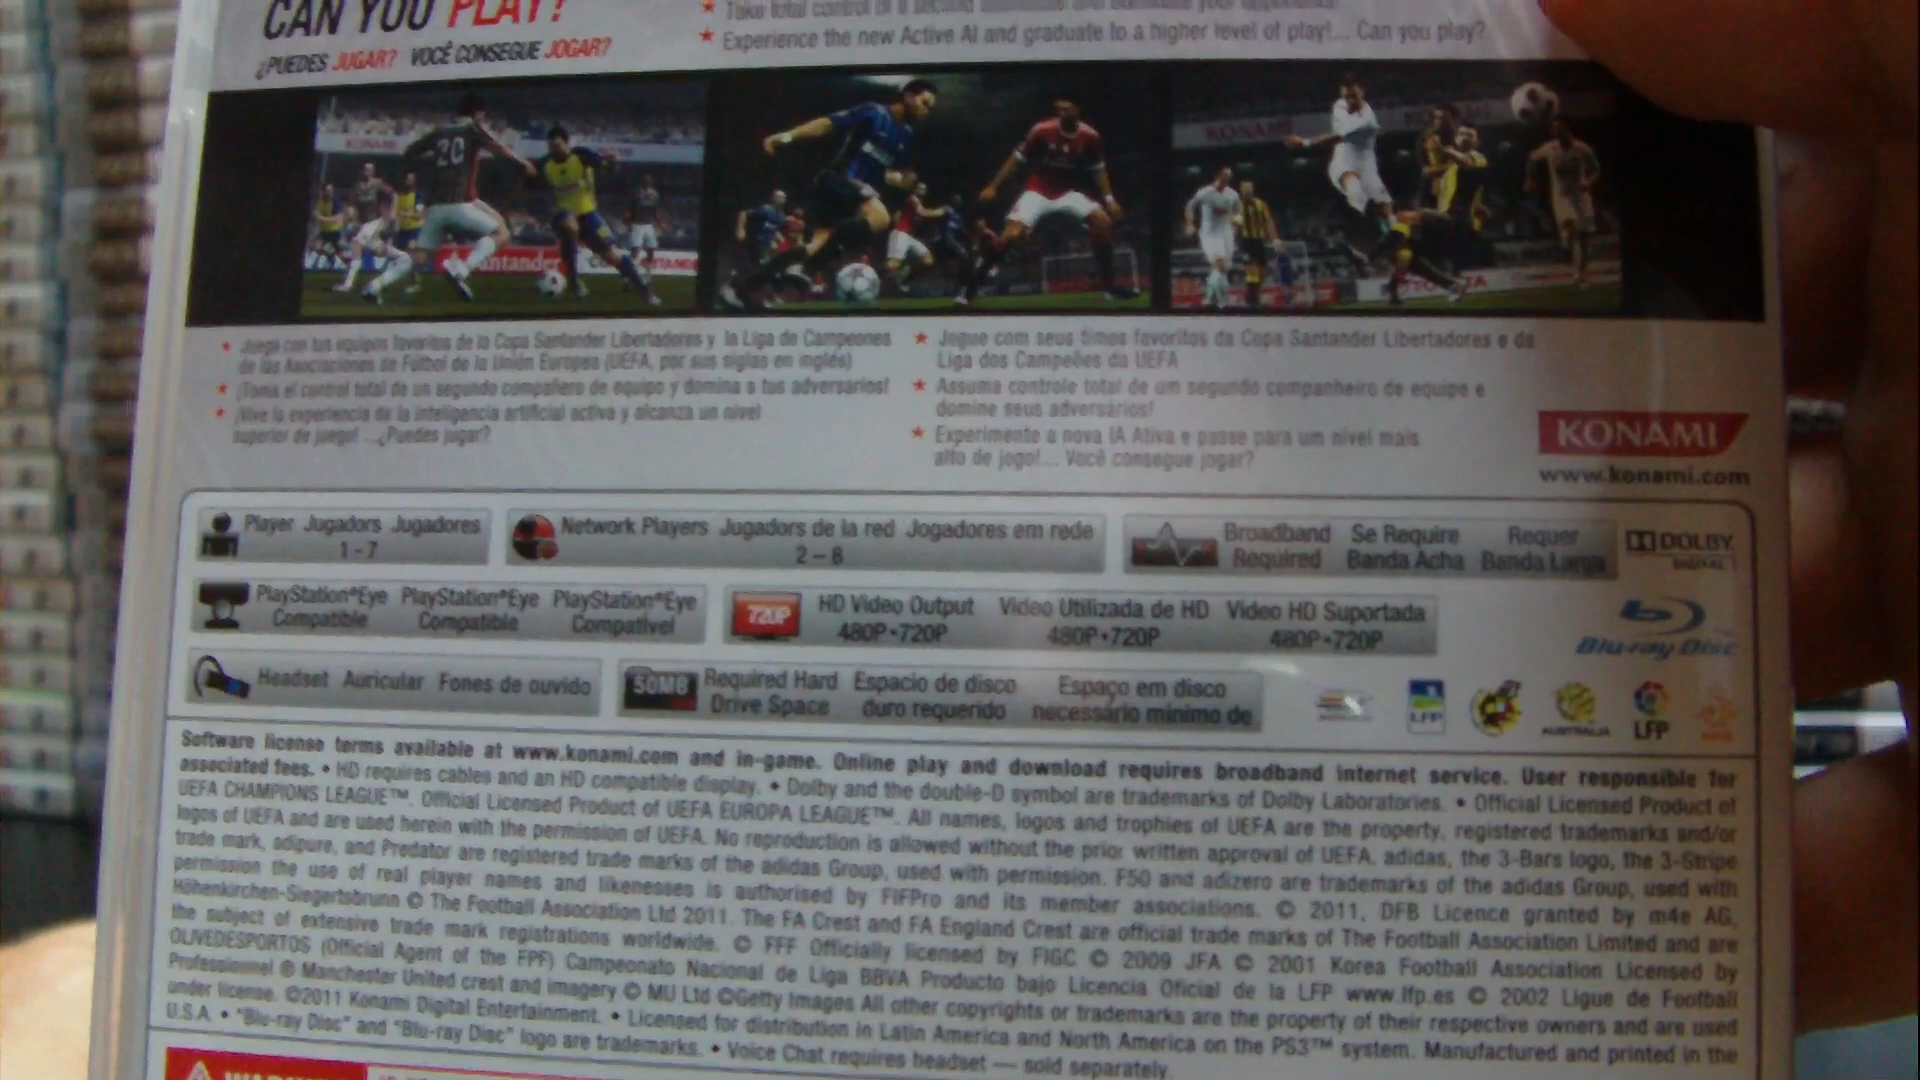 CAN YOU PLAY?
¿PUEDES JUGAR? VOCÊ CONSEGUE JOGAR?
★ Take total control of a second
★ Experience the new Active AI and graduate to a higher level of play!... Can you play?
KONAMI
20
Santander
KONAMI
TOYOTA
★ Juega con tus equipos favoritos de la Copa Santander Libertadores y la Liga de Campeones
de las Asociaciones de Fútbol de la Unión Europea (UEFA, por sus siglas en inglés)
★ ¡Toma el control total de un segundo compañero de equipo y domina a tus adversarios!
★ ¡Vive la experiencia de la inteligencia artificial activa y alcanza un nivel
superior de juego! ...¿Puedes jugar?
★ Jogue com seus times favoritos da Copa Santander Libertadores e da
Liga dos Campeões da UEFA
★ Assuma controle total de um segundo companheiro de equipe e
domine seus adversários!
★ Experimente a nova IA Ativa e passe para um nível mais
alto de jogo!... Você consegue jogar?
KONAMI
www.konami.com
Player Jugadors Jugadores
1-7
Network Players Jugadors de la red Jogadores em rede
2-8
Broadband Se Require Requer
Required Banda Acha Banda Larga
DOLBY
DIGITAL
PlayStation®Eye PlayStation®Eye PlayStation®Eye
Compatible Compatible Compatível
720P
HD Video Output Video Utilizada de HD Video HD Suportada
480P•720P 480P•720P 480P•720P
Blu-ray Disc
Headset Auricular Fones de ouvido
50MB
Required Hard Espacio de disco Espaço em disco
Drive Space duro requerido necessário mínimo de
LFP
AUSTRALIA
LFP
Software license terms available at www.konami.com and in-game. Online play and download requires broadband internet service. User responsible for
associated fees. • HD requires cables and an HD compatible display. • Dolby and the double-D symbol are trademarks of Dolby Laboratories. • Official Licensed Product of
UEFA CHAMPIONS LEAGUE™. Official Licensed Product of UEFA EUROPA LEAGUE™. All names, logos and trophies of UEFA are the property, registered trademarks and/or
logos of UEFA and are used herein with the permission of UEFA. No reproduction is allowed without the prior written approval of UEFA. adidas, the 3-Bars logo, the 3-Stripe
trade mark, adipure, and Predator are registered trade marks of the adidas Group, used with permission. F50 and adizero are trademarks of the adidas Group, used with
permission the use of real player names and likenesses is authorised by FIFPro and its member associations. © 2011, DFB Licence granted by m4e AG,
Höhenkirchen-Siegertsbrunn © The Football Association Ltd 2011. The FA Crest and FA England Crest are official trade marks of The Football Association Limited and are
the subject of extensive trade mark registrations worldwide. © FFF Officially licensed by FIGC © 2009 JFA © 2001 Korea Football Association Licensed by
OLIVEDESPORTOS (Official Agent of the FPF) Campeonato Nacional de Liga BBVA Producto bajo Licencia Oficial de la LFP www.lfp.es © 2002 Ligue de Football
Professionnel ® Manchester United crest and imagery © MU Ltd ©Getty Images All other copyrights or trademarks are the property of their respective owners and are used
under license. ©2011 Konami Digital Entertainment. • Licensed for distribution in Latin America and North America on the PS3™ system. Manufactured and printed in the
U.S.A. • "Blu-ray Disc" and "Blu-ray Disc" logo are trademarks. • Voice Chat requires headset — sold separately.